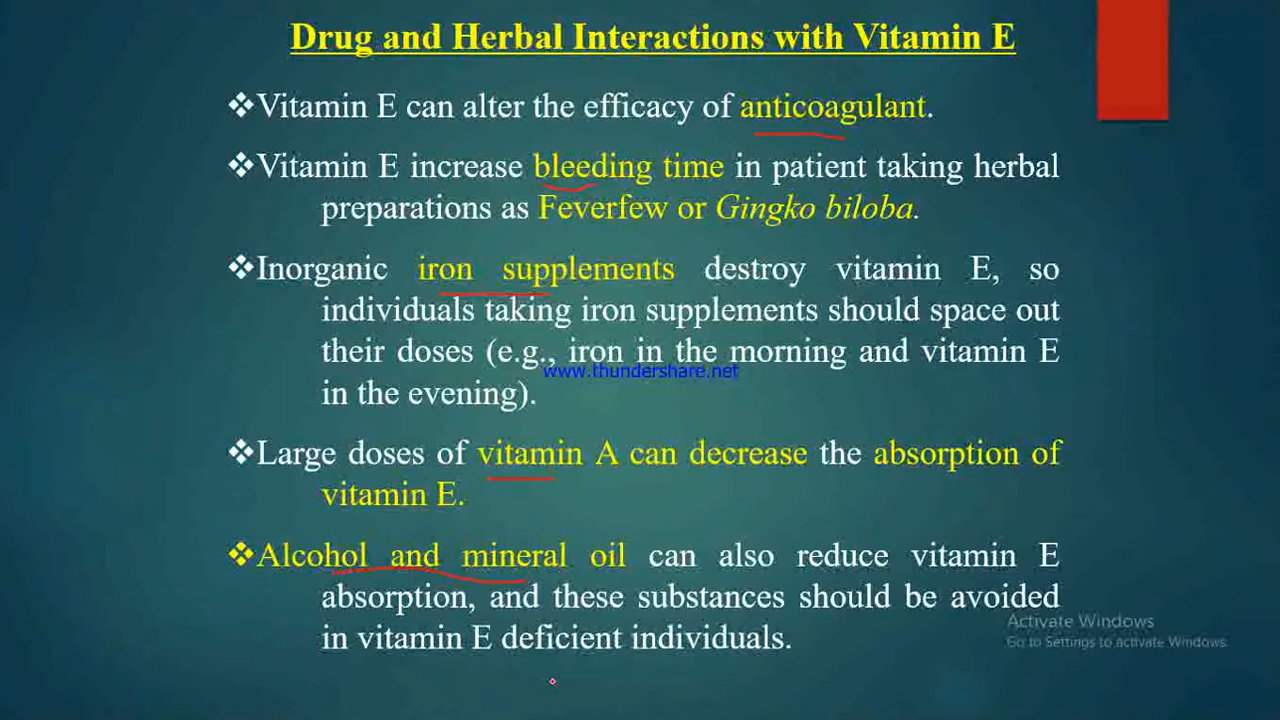 Drug and Herbal Interactions with Vitamin E
❖Vitamin E can alter the efficacy of anticoagulant.
❖Vitamin E increase bleeding time in patient taking herbal
preparations as Feverfew or Gingko biloba.
❖Inorganic iron supplements destroy vitamin E, so
individuals taking iron supplements should space out
their doses (e.g., iron in the morning and vitamin E
www.thundershare.net
in the evening).
❖Large doses of vitamin A can decrease the absorption of
vitamin E.
❖Alcohol and mineral oil can also reduce vitamin E
absorption, and these substances should be avoided
in vitamin E deficient individuals.
Activate Windows
Go to Settings to activate Windows.